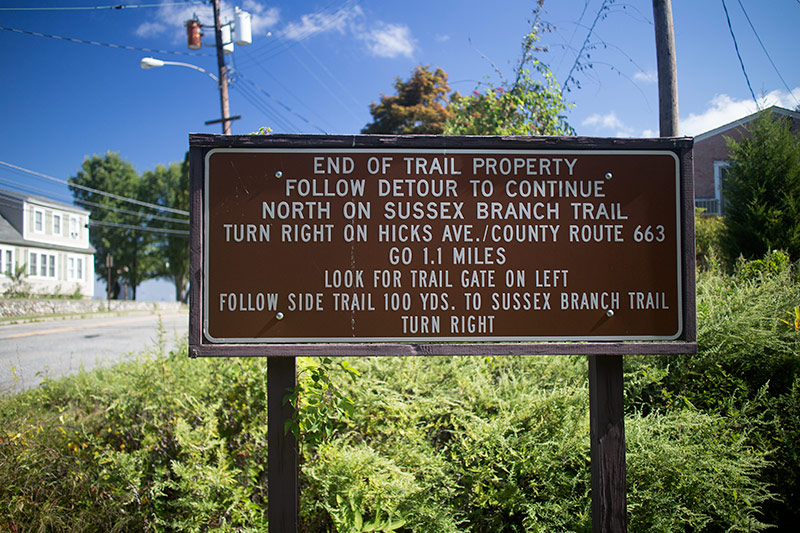 END OF TRAIL PROPERTY
FOLLOW DETOUR TO CONTINUE
NORTH ON SUSSEX BRANCH TRAIL
TURN RIGHT ON HICKS AVE./COUNTY ROUTE 663
GO 1.1 MILES
LOOK FOR TRAIL GATE ON LEFT
FOLLOW SIDE TRAIL 100 YDS. TO SUSSEX BRANCH TRAIL
TURN RIGHT